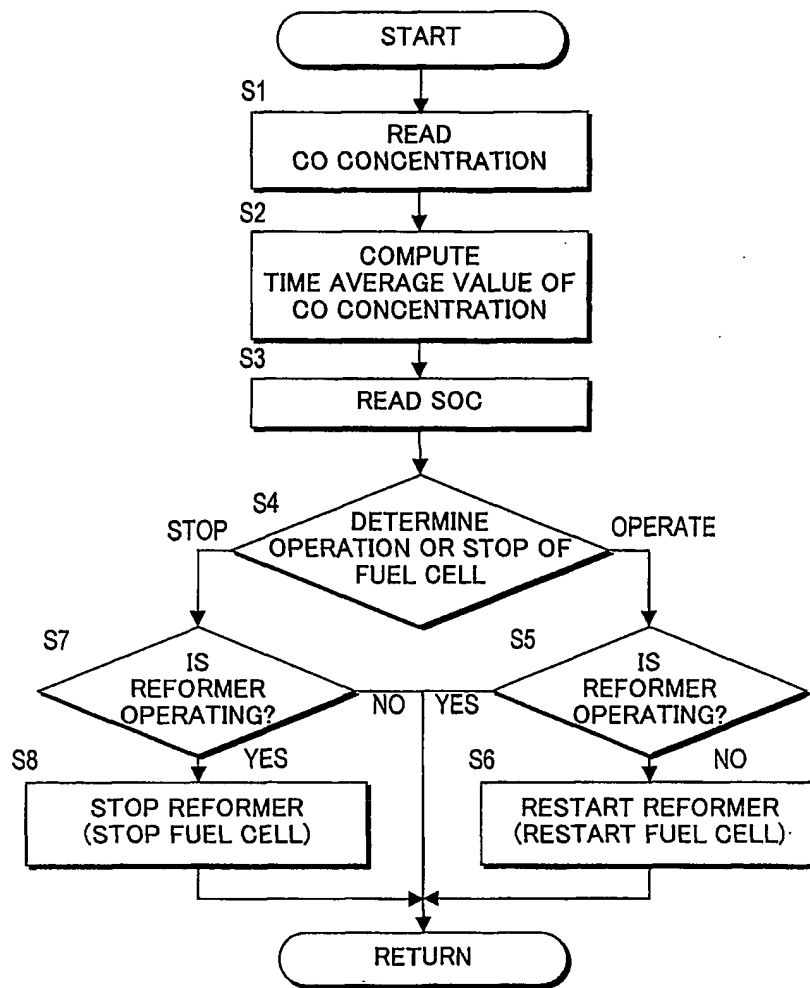 START
S1
READ
CO CONCENTRATION
S2
COMPUTE
TIME AVERAGE VALUE OF
CO CONCENTRATION
S3
READ SOC
S4
STOP
DETERMINE
OPERATION OR STOP OF
FUEL CELL
OPERATE
S7
IS
REFORMER
OPERATING?
NO
YES
S5
IS
REFORMER
OPERATING?
S8
YES
STOP REFORMER
(STOP FUEL CELL)
S6
NO
RESTART REFORMER
(RESTART FUEL CELL)
RETURN